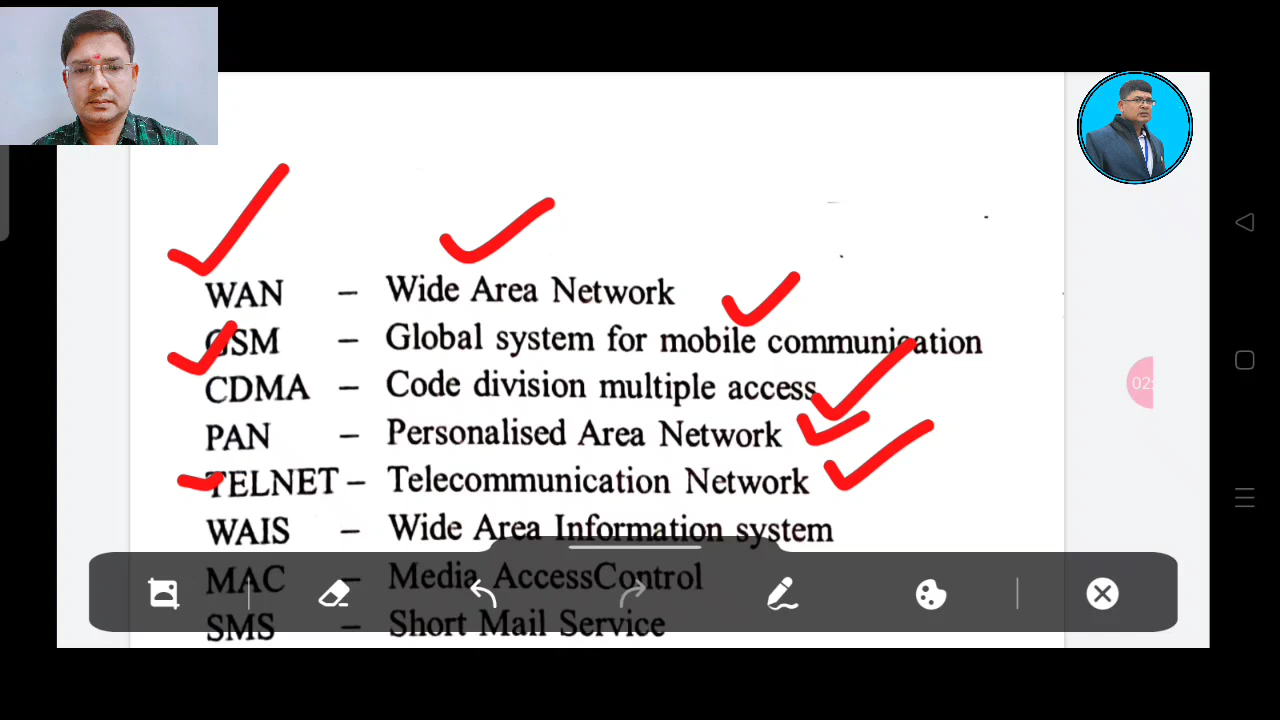 WAN – Wide Area Network
GSM – Global system for mobile communication
CDMA – Code division multiple access
PAN – Personalised Area Network
TELNET – Telecommunication Network
WAIS – Wide Area Information system
MAC – Media AccessControl
SMS – Short Mail Service